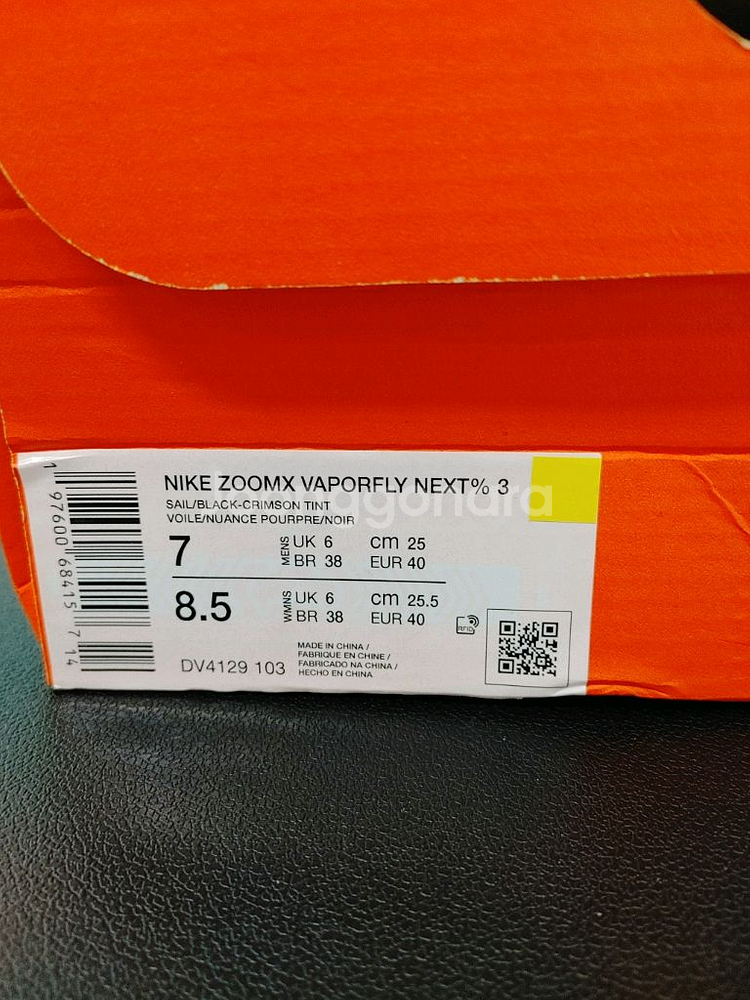 NIKE ZOOMX VAPORFLY NEXT% 3
SAIL/BLACK-CRIMSON TINT
VOILE/NUANCE POURPRE/NOIR
7
MENS
UK 6 cm 25
BR 38 EUR 40
8.5
WMNS
UK 6 cm 25.5
BR 38 EUR 40
RFID
DV4129 103
MADE IN CHINA /
FABRIQUE EN CHINE /
FABRICADO NA CHINA /
HECHO EN CHINA
1 97600 68415 7 14
joonggonara